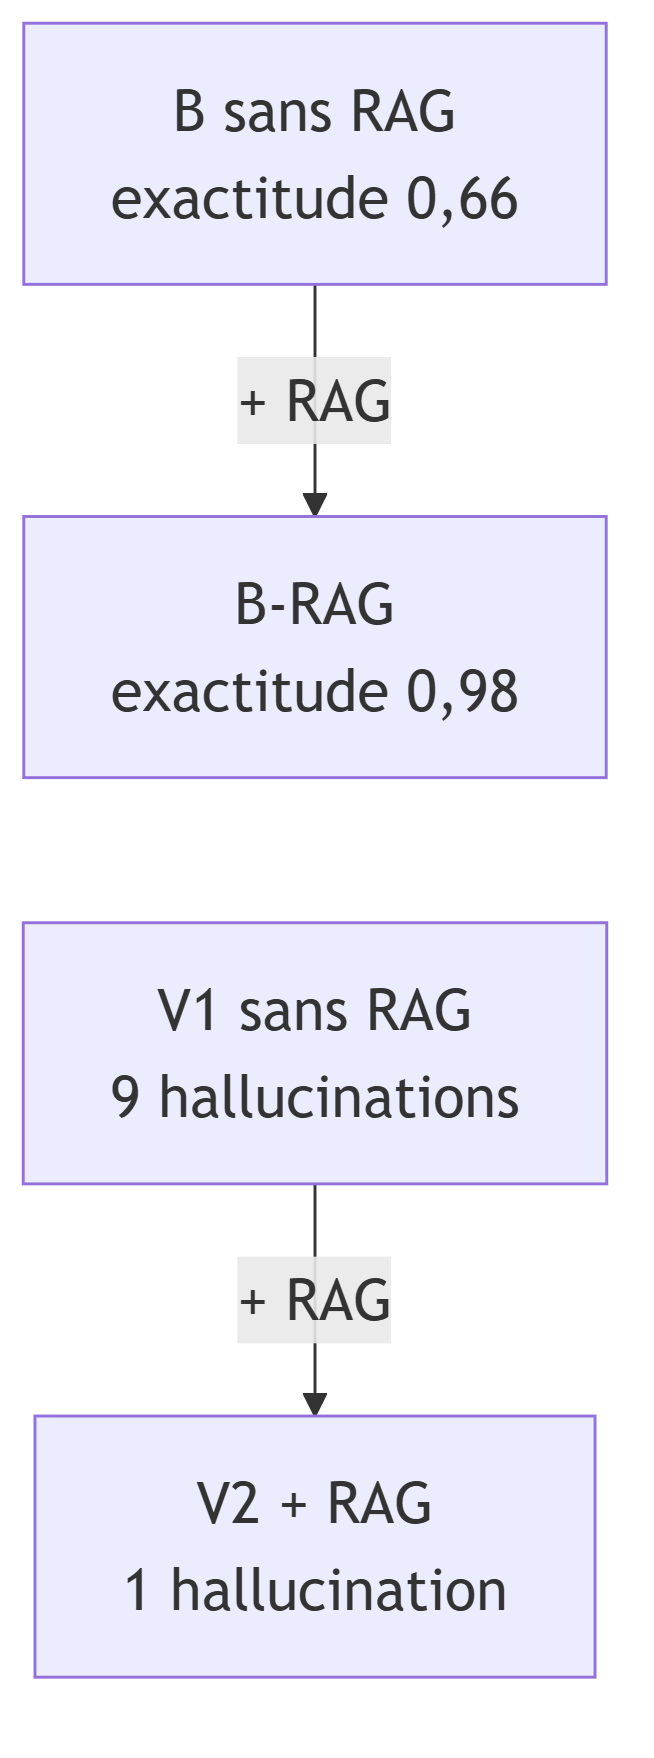 B sans RAG
exactitude 0,66
+ RAG
B-RAG
exactitude 0,98
V1 sans RAG
9 hallucinations
+ RAG
V2 + RAG
1 hallucination